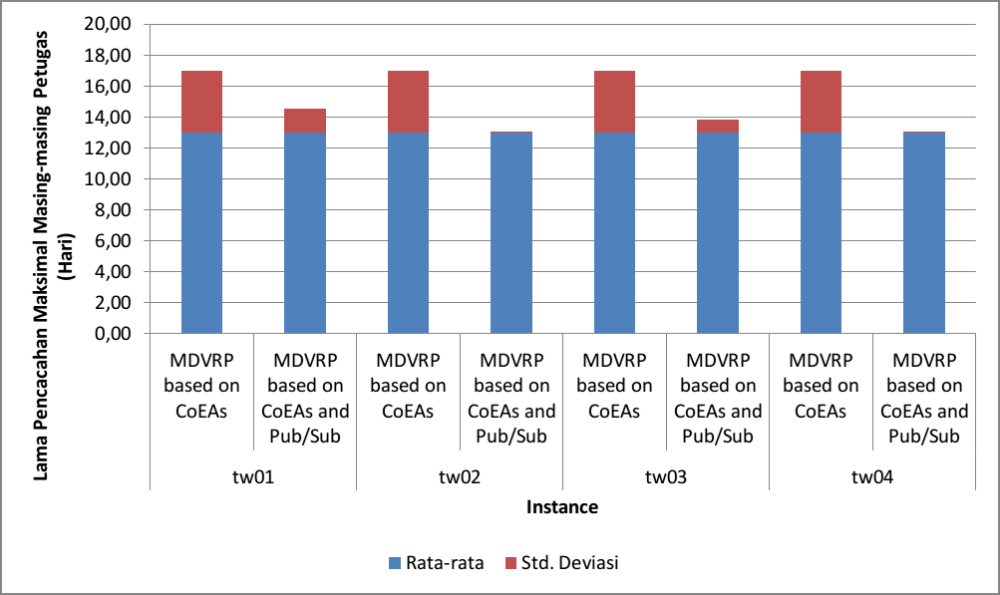 Lama Pencacahan Maksimal Masing-masing Petugas
(Hari)
20,00
18,00
16,00
14,00
12,00
10,00
8,00
6,00
4,00
2,00
0,00
MDVRP
based on
CoEAs
MDVRP
based on
CoEAs and
Pub/Sub
MDVRP
based on
CoEAs
MDVRP
based on
CoEAs and
Pub/Sub
MDVRP
based on
CoEAs
MDVRP
based on
CoEAs and
Pub/Sub
MDVRP
based on
CoEAs
MDVRP
based on
CoEAs and
Pub/Sub
tw01
tw02
tw03
tw04
Instance
Rata-rata
Std. Deviasi